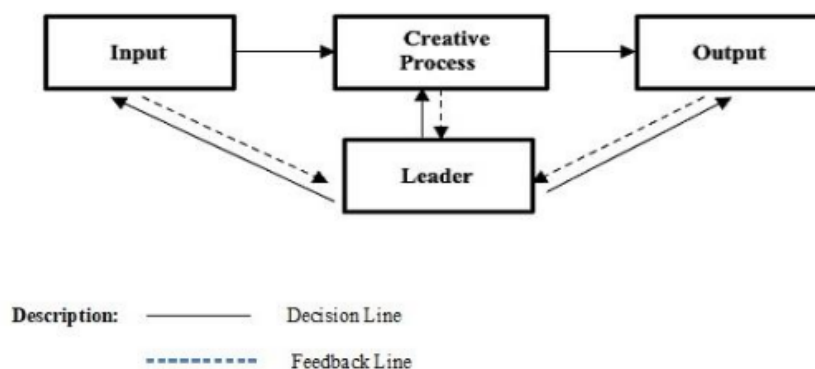 Input
Creative
Process
Output
Leader
Description:
Decision Line
Feedback Line